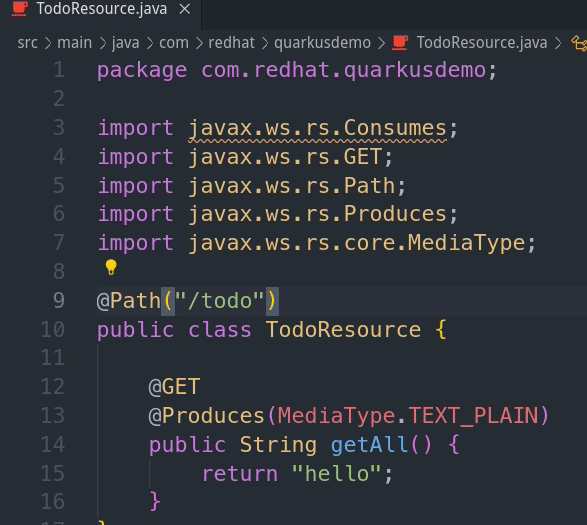 TodoResource.java ×
src > main > java > com > redhat > quarkusdemo > TodoResource.java >
1 package com.redhat.quarkusdemo;
2
3 import javax.ws.rs.Consumes;
4 import javax.ws.rs.GET;
5 import javax.ws.rs.Path;
6 import javax.ws.rs.Produces;
7 import javax.ws.rs.core.MediaType;
8
9 @Path("/todo")
10 public class TodoResource {
11
12 @GET
13 @Produces(MediaType.TEXT_PLAIN)
14 public String getAll() {
15 return "hello";
16 }
17 }